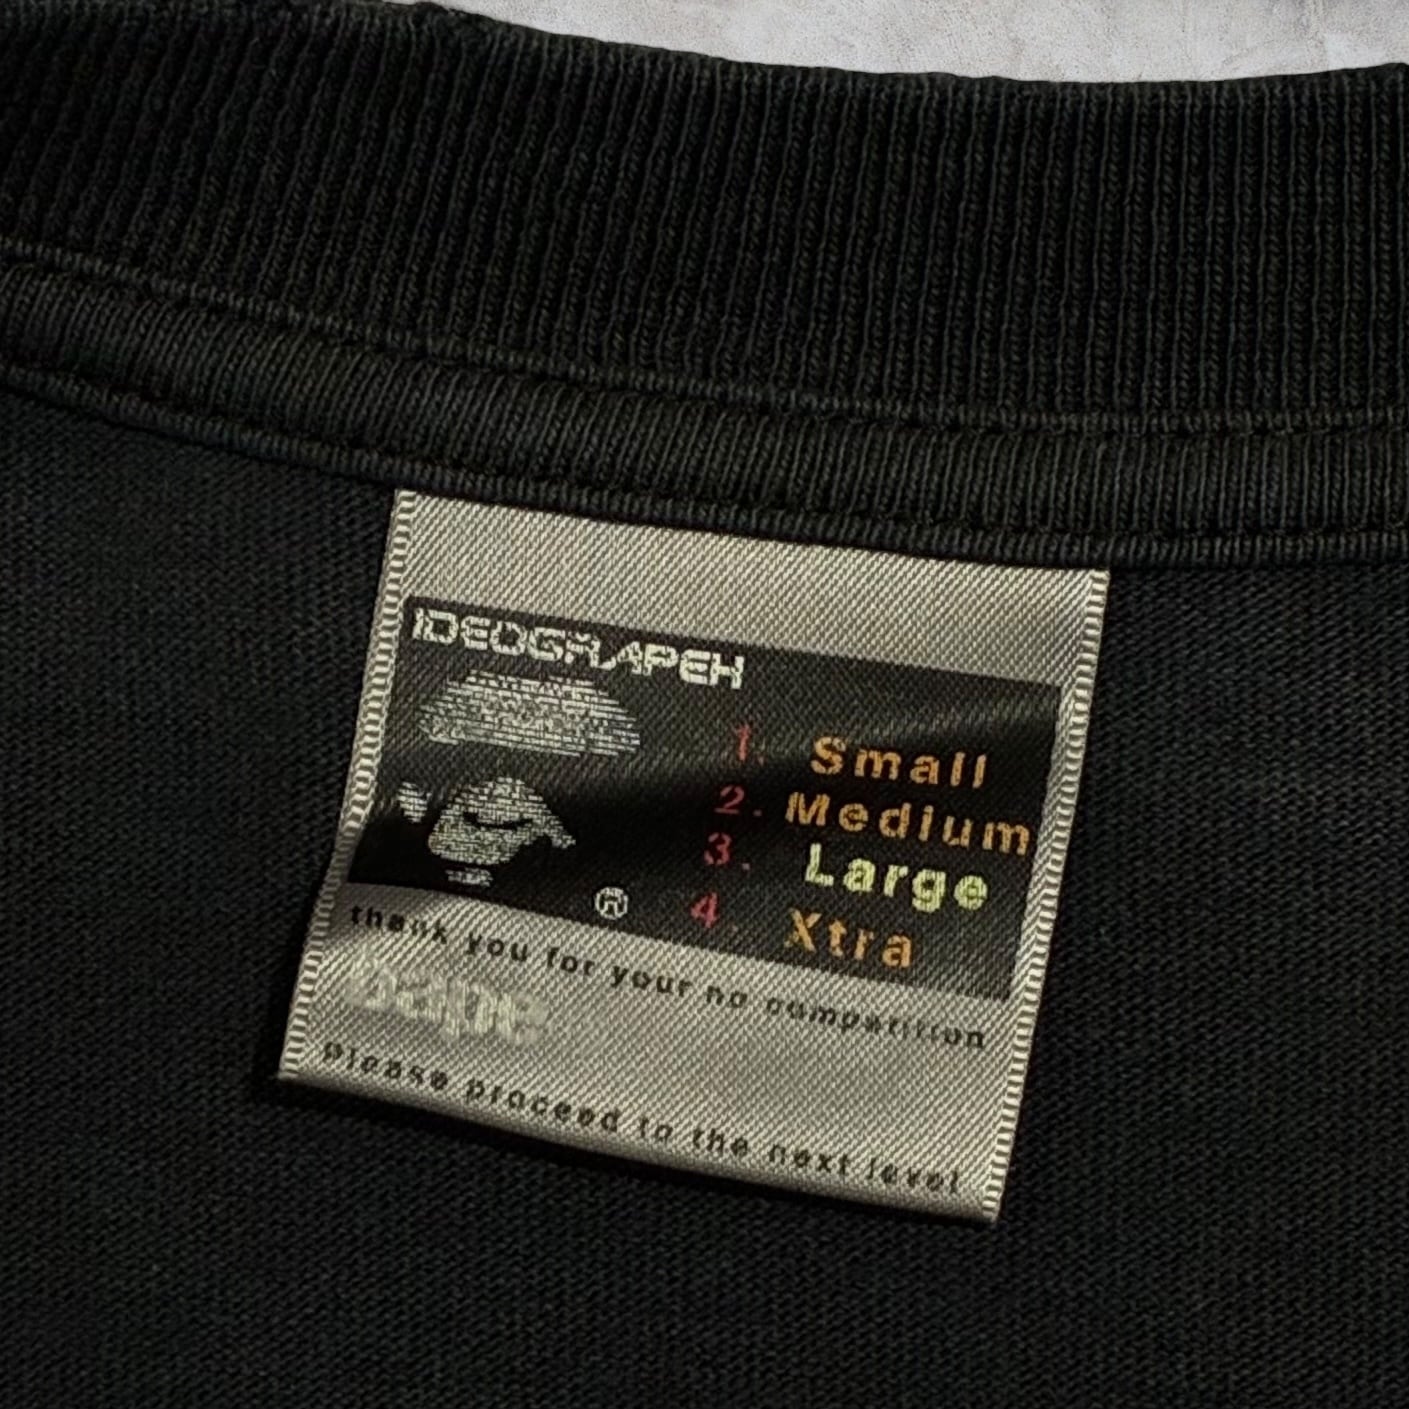 IDEOGRAPEH
1. Small
2. Medium
3. Large
4. Xtra
®
thank you for your no competition
please proceed to the next level